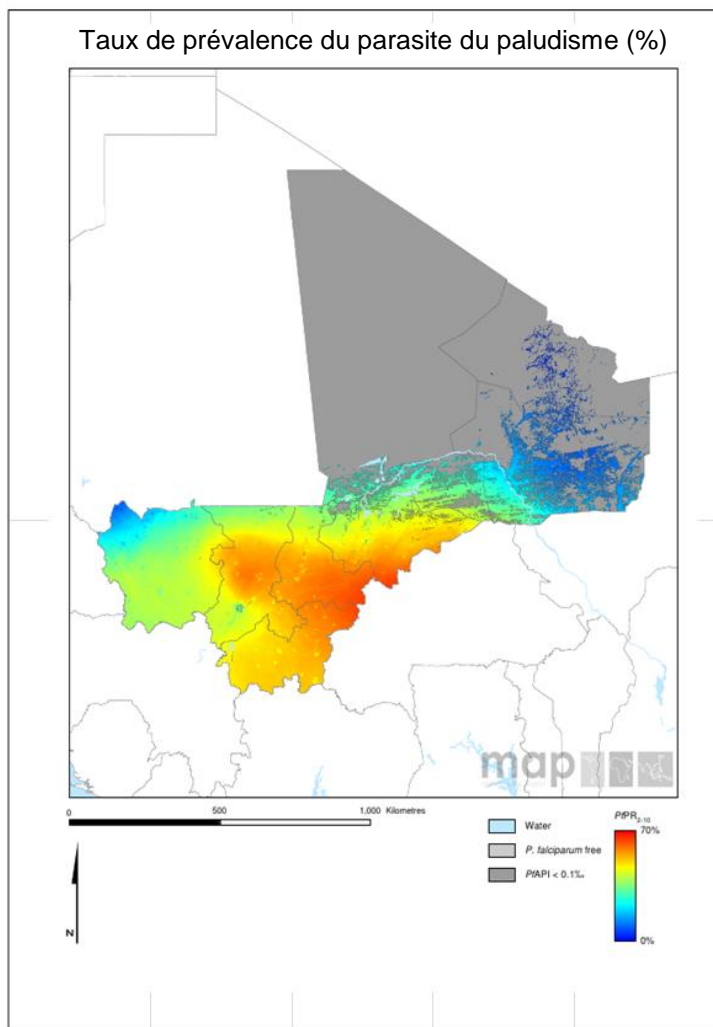 Taux de prévalence du parasite du paludisme (%)
map
0 500 1,000 Kilometres
N
Water
P. falciparum free
PfAPI < 0.1‰
PfPR2-10
70%
0%